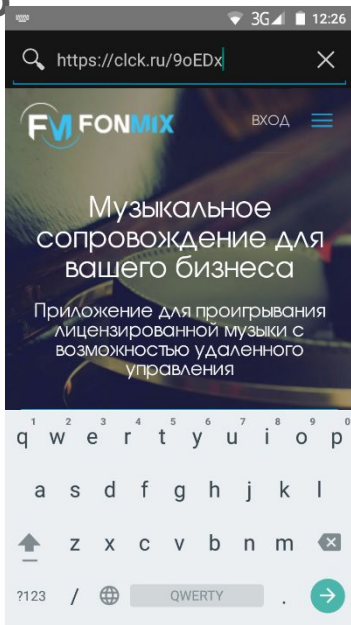 3G 12:26
https://clck.ru/9oEDx
FM FONMIX ВХОД
Музыкальное
сопровождение для
вашего бизнеса
Приложение для проигрывания
лицензированной музыки с
возможностью удаленного
управления
1 2 3 4 5 6 7 8 9 0
q w e r t y u i o p
a s d f g h j k l
z x c v b n m
?123 / QWERTY .